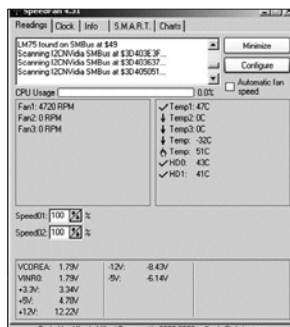 SpeedFan 4.31
Readings Clock Info S.M.A.R.T. Charts
LM75 found on SMBus at $49
Scanning I2CNVidia SMBus at $3D403E3F...
Scanning I2CNVidia SMBus at $3D403637...
Scanning I2CNVidia SMBus at $3D405051...
Minimize
Configure
Automatic fan speed
CPU Usage 0.0%
Fan1: 4720 RPM
Fan2: 0 RPM
Fan3: 0 RPM
Temp1: 47C
Temp2: 0C
Temp3: 0C
Temp: -32C
Temp: 51C
HD0: 43C
HD1: 41C
Speed01: 100 %
Speed02: 100 %
VCOREA: 1.79V -12V: -8.43V
VINR0: 1.79V -5V: -6.14V
+3.3V: 3.34V
+5V: 4.78V
+12V: 12.22V